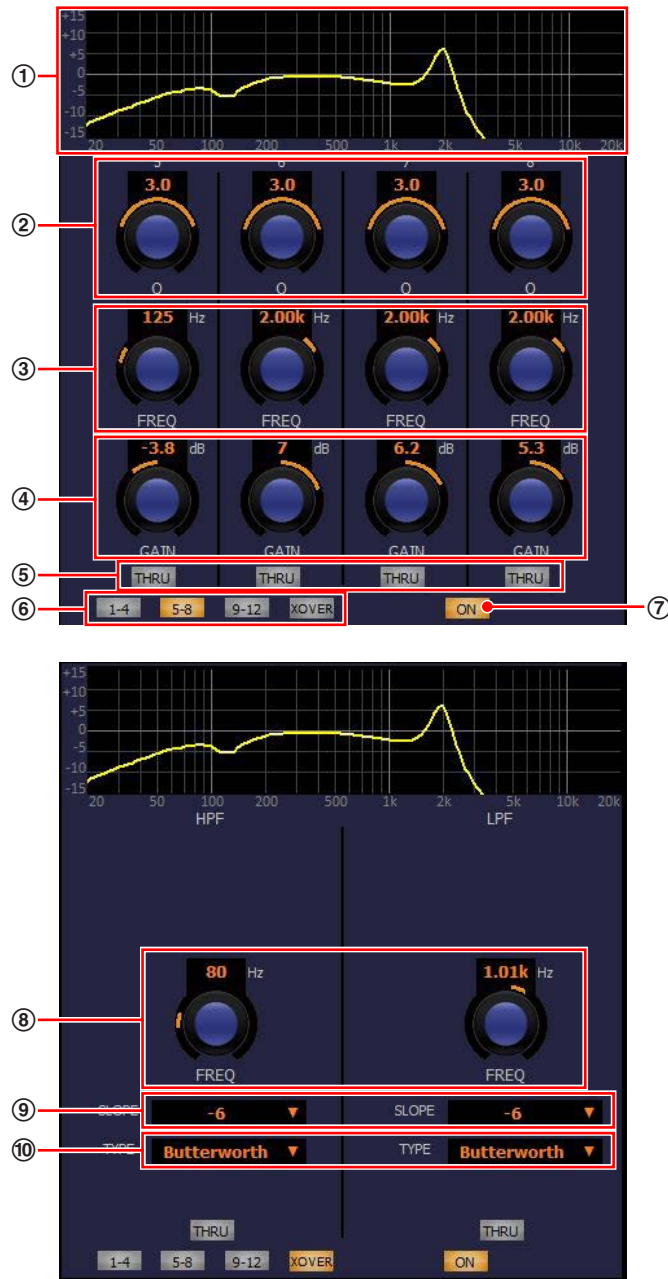 +15
+10
+5
0
-5
-10
-15
20 50 100 200 500 1k 2k 5k 10k 20k
①
5 6 7 8
3.0 3.0 3.0 3.0
②
Q Q Q Q
125 Hz 2.00k Hz 2.00k Hz 2.00k Hz
③
FREQ FREQ FREQ FREQ
-3.8 dB 7 dB 6.2 dB 5.3 dB
④
GAIN GAIN GAIN GAIN
⑤ THRU THRU THRU THRU
⑥ 1-4 5-8 9-12 XOVER ON ⑦
+15
+10
+5
0
-5
-10
-15
20 50 100 200 500 1k 2k 5k 10k 20k
HPF LPF
80 Hz 1.01k Hz
⑧
FREQ FREQ
⑨ SLOPE -6 ▼ SLOPE -6 ▼
⑩ TYPE Butterworth ▼ TYPE Butterworth ▼
THRU THRU
1-4 5-8 9-12 XOVER ON